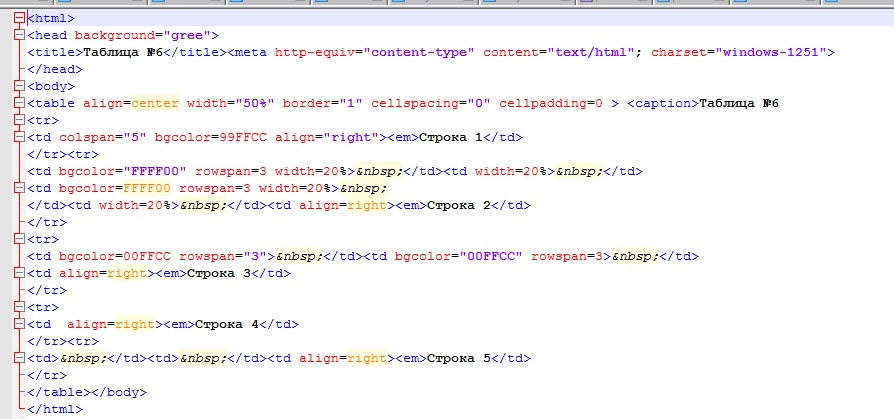 <html>
<head background="gree">
<title>Таблица №6</title><meta http-equiv="content-type" content="text/html"; charset="windows-1251">
</head>
<body>
<table align=center width="50%" border="1" cellspacing="0" cellpadding=0 > <caption>Таблица №6
<tr>
<td colspan="5" bgcolor=99FFCC align="right"><em>Строка 1</td>
</tr><tr>
<td bgcolor="FFFF00" rowspan=3 width=20%>&nbsp;</td><td width=20%>&nbsp;</td>
<td bgcolor=FFFF00 rowspan=3 width=20%>&nbsp;
</td><td width=20%>&nbsp;</td><td align=right><em>Строка 2</td>
</tr>
<tr>
<td bgcolor=00FFCC rowspan="3">&nbsp;</td><td bgcolor="00FFCC" rowspan=3>&nbsp;</td>
<td align=right><em>Строка 3</td>
</tr>
<tr>
<td  align=right><em>Строка 4</td>
</tr><tr>
<td>&nbsp;</td><td>&nbsp;</td><td align=right><em>Строка 5</td>
</tr>
</table></body>
</html>